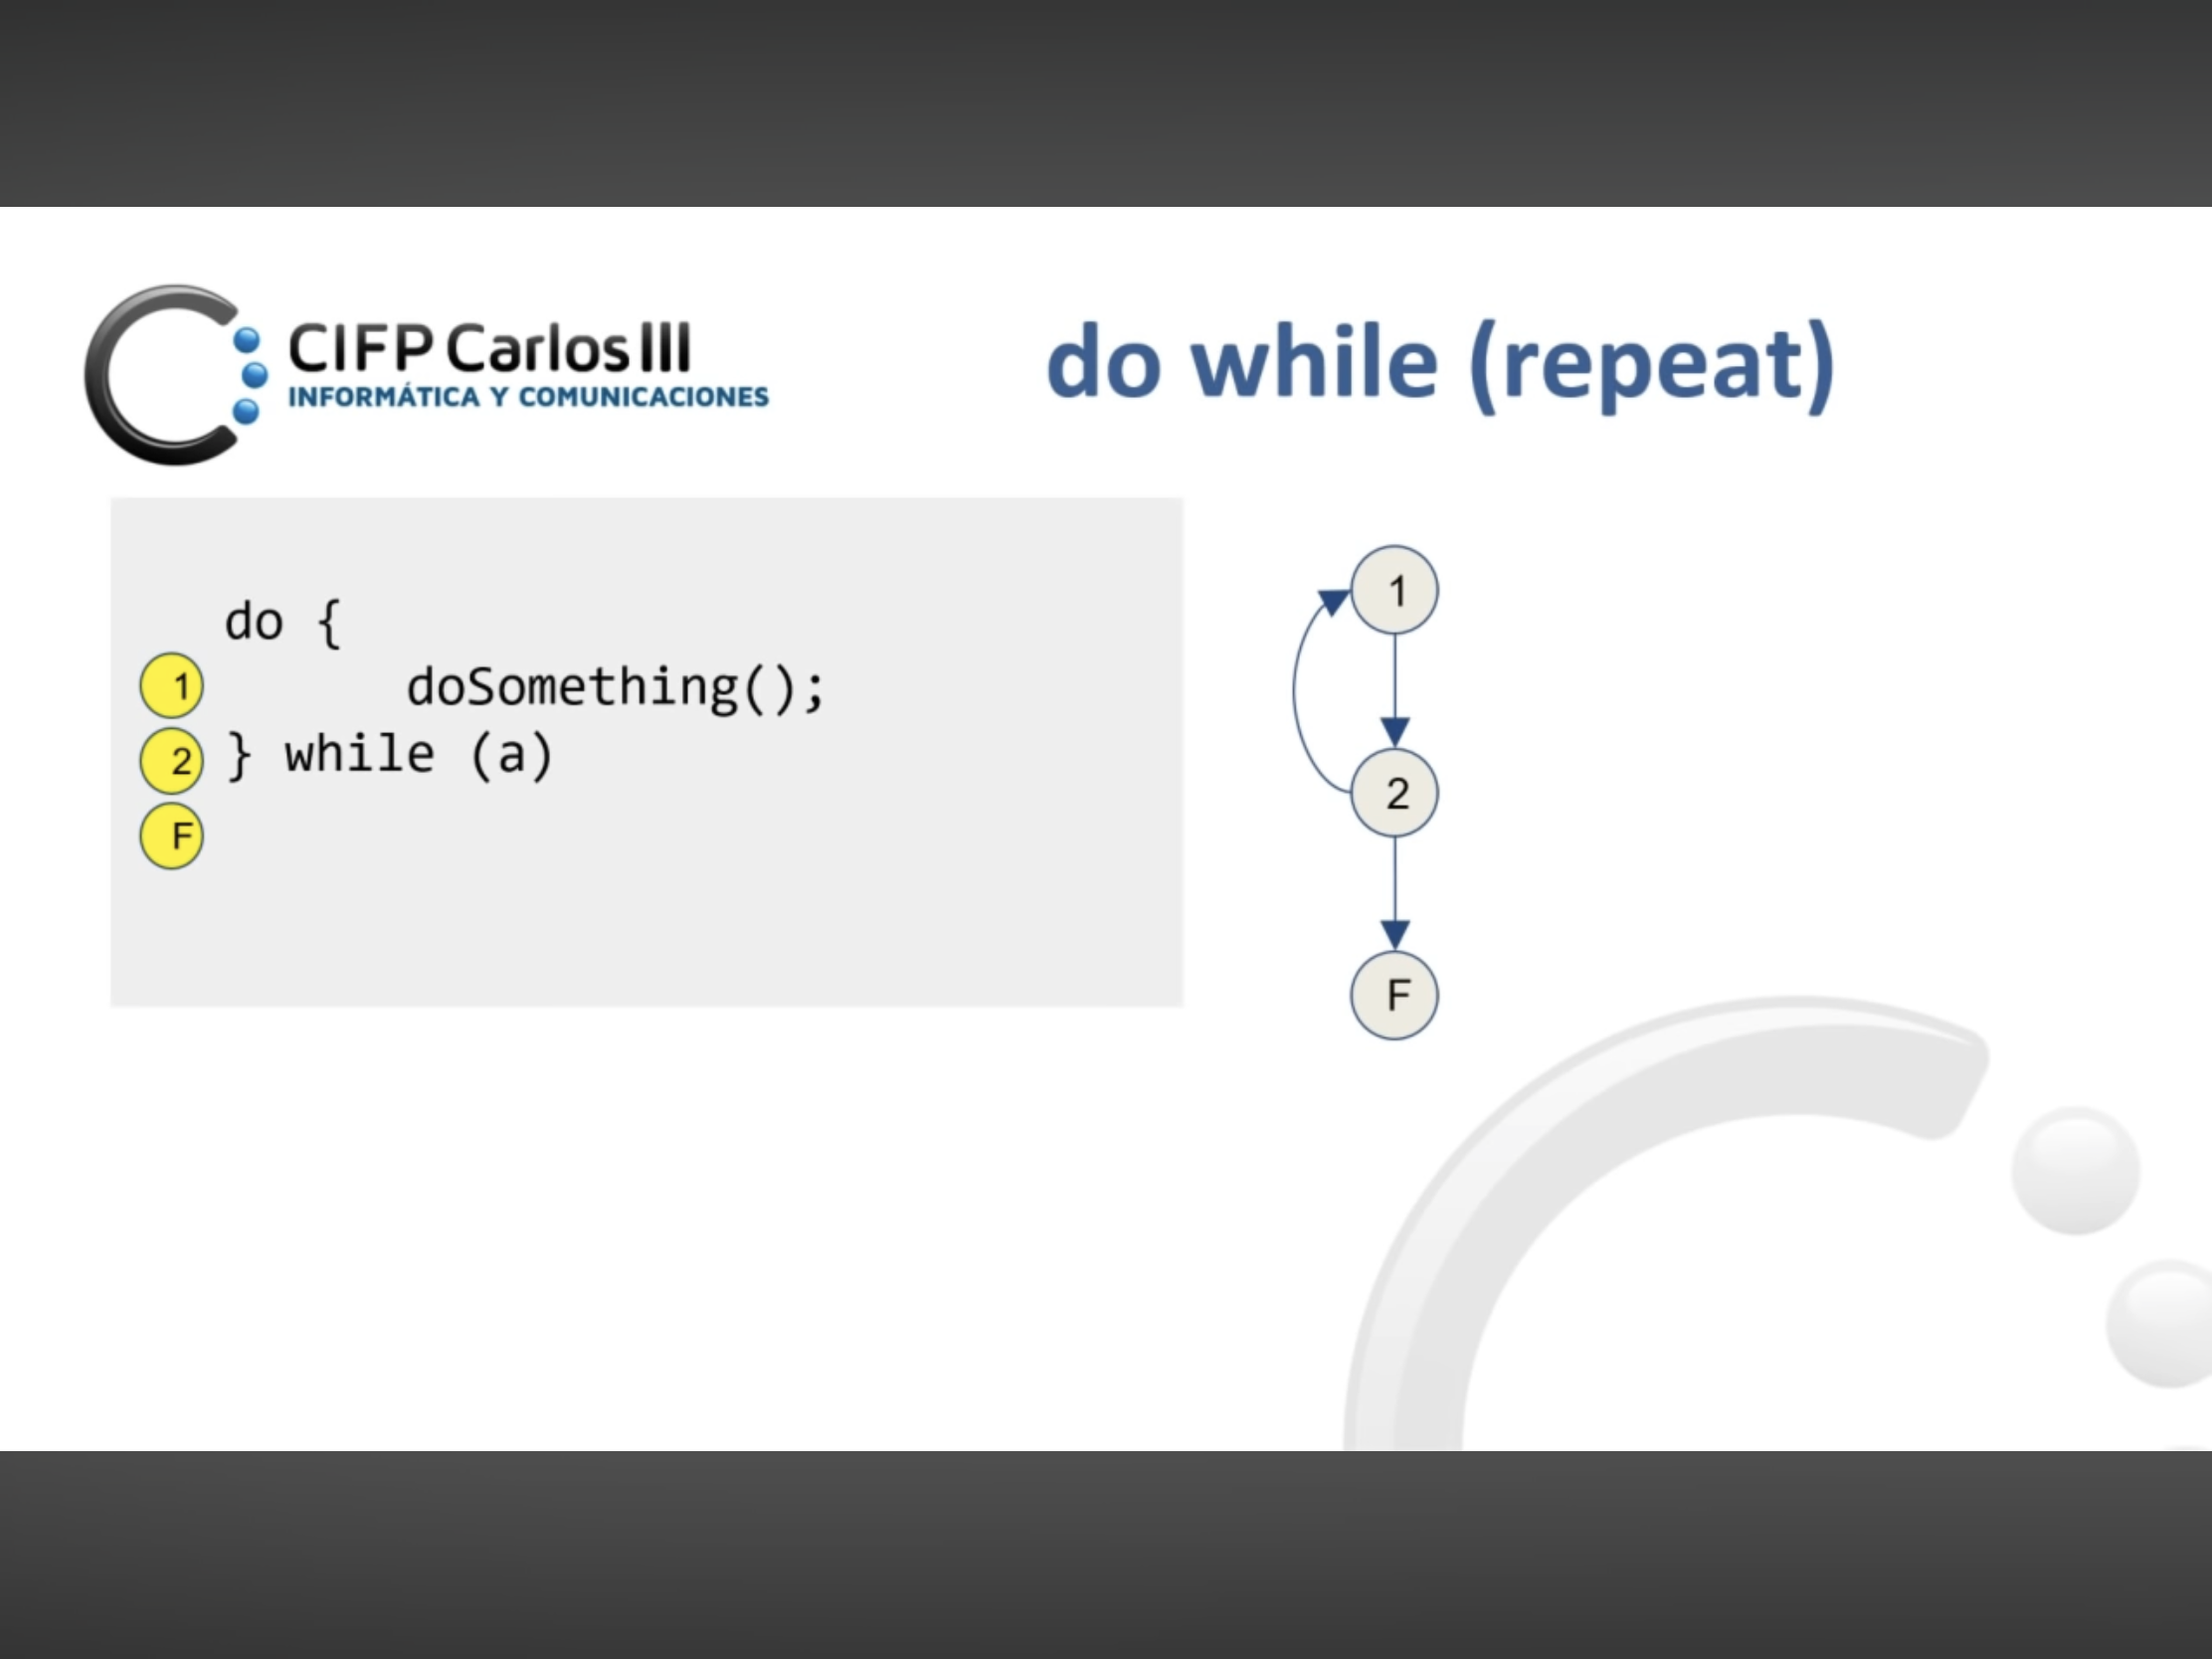 CIFP Carlos III
INFORMÁTICA Y COMUNICACIONES
do while (repeat)
do {
1 doSomething();
2 } while (a)
F
1
2
F